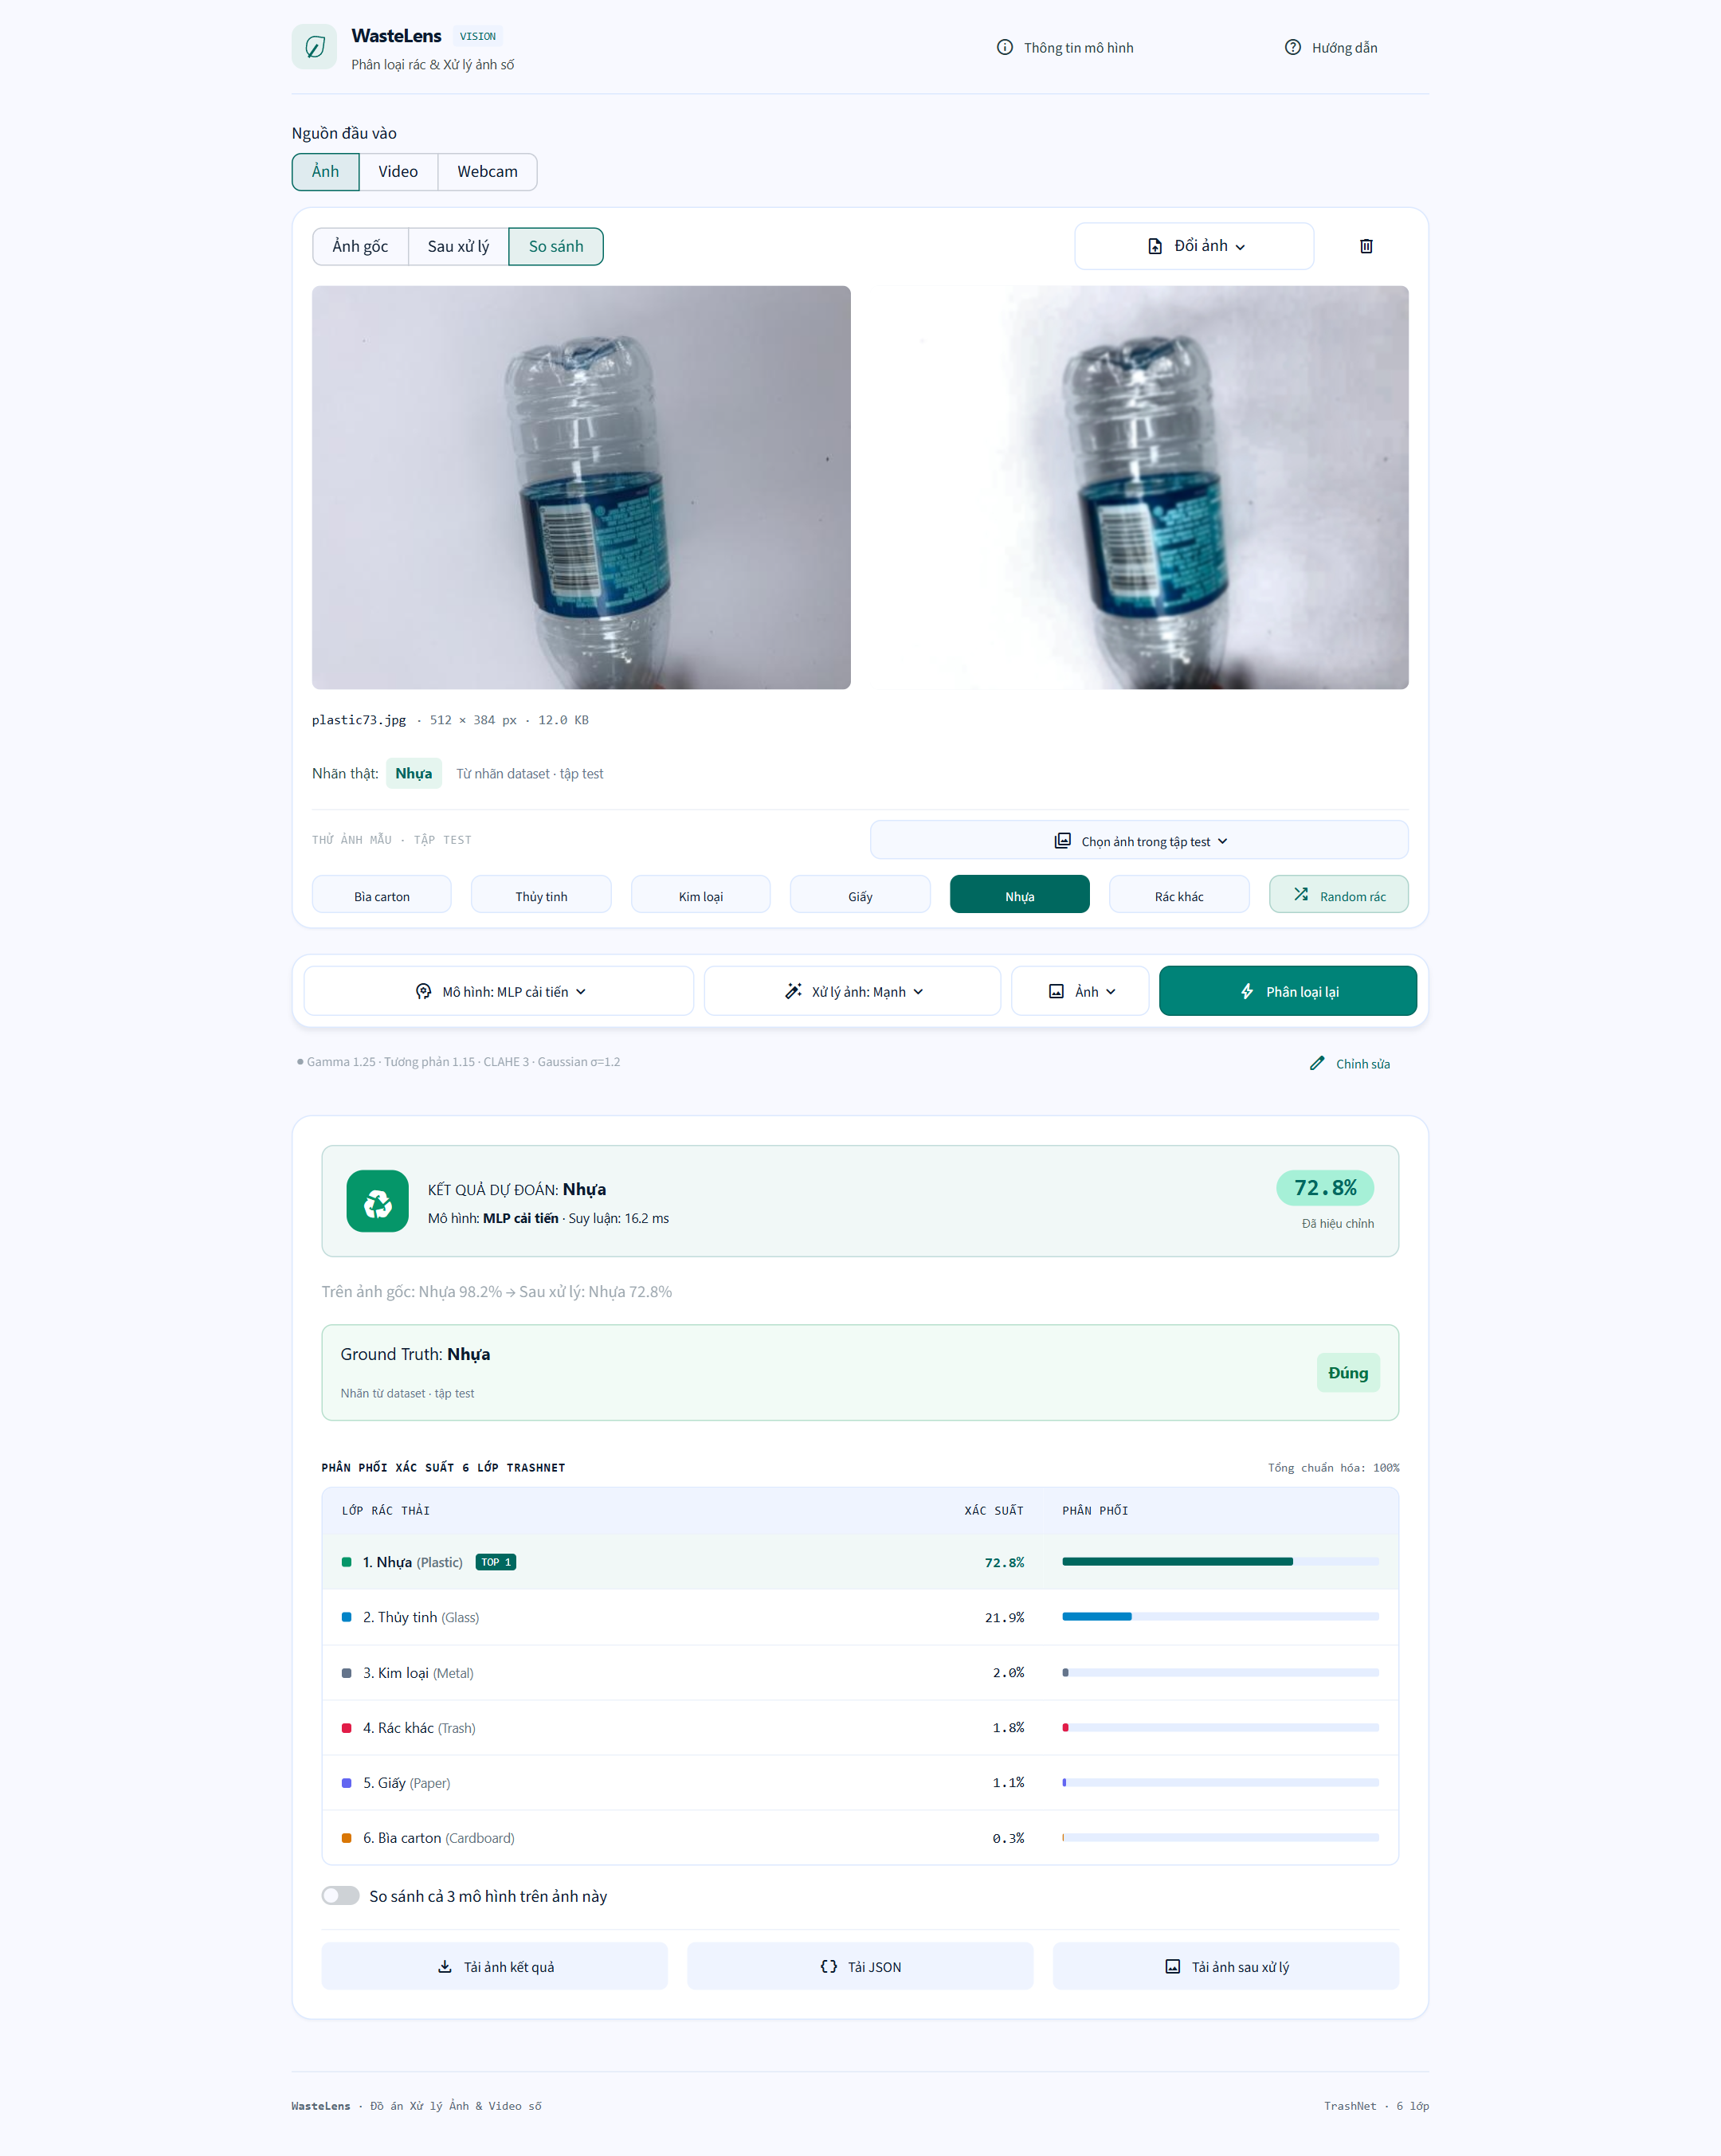 WasteLens VISION
Phân loại rác & Xử lý ảnh số
Thông tin mô hình
Hướng dẫn
Nguồn đầu vào
Ảnh Video Webcam
Ảnh gốc Sau xử lý So sánh
Đổi ảnh
plastic73.jpg · 512 × 384 px · 12.0 KB
Nhãn thật: Nhựa Từ nhãn dataset · tập test
THỬ ẢNH MẪU · TẬP TEST
Chọn ảnh trong tập test
Bìa carton Thủy tinh Kim loại Giấy Nhựa Rác khác Random rác
Mô hình: MLP cải tiến Xử lý ảnh: Mạnh Ảnh Phân loại lại
Gamma 1.25 · Tương phản 1.15 · CLAHE 3 · Gaussian σ=1.2
Chỉnh sửa
KẾT QUẢ DỰ ĐOÁN: Nhựa
Mô hình: MLP cải tiến · Suy luận: 16.2 ms
72.8%
Đã hiệu chỉnh
Trên ảnh gốc: Nhựa 98.2% → Sau xử lý: Nhựa 72.8%
Ground Truth: Nhựa
Nhãn từ dataset · tập test
Đúng
PHÂN PHỐI XÁC SUẤT 6 LỚP TRASHNET
Tổng chuẩn hóa: 100%
LỚP RÁC THẢI XÁC SUẤT PHÂN PHỐI
1. Nhựa (Plastic) TOP 1 72.8%
2. Thủy tinh (Glass) 21.9%
3. Kim loại (Metal) 2.0%
4. Rác khác (Trash) 1.8%
5. Giấy (Paper) 1.1%
6. Bìa carton (Cardboard) 0.3%
So sánh cả 3 mô hình trên ảnh này
Tải ảnh kết quả Tải JSON Tải ảnh sau xử lý
WasteLens · Đồ án Xử lý Ảnh & Video số
TrashNet · 6 lớp